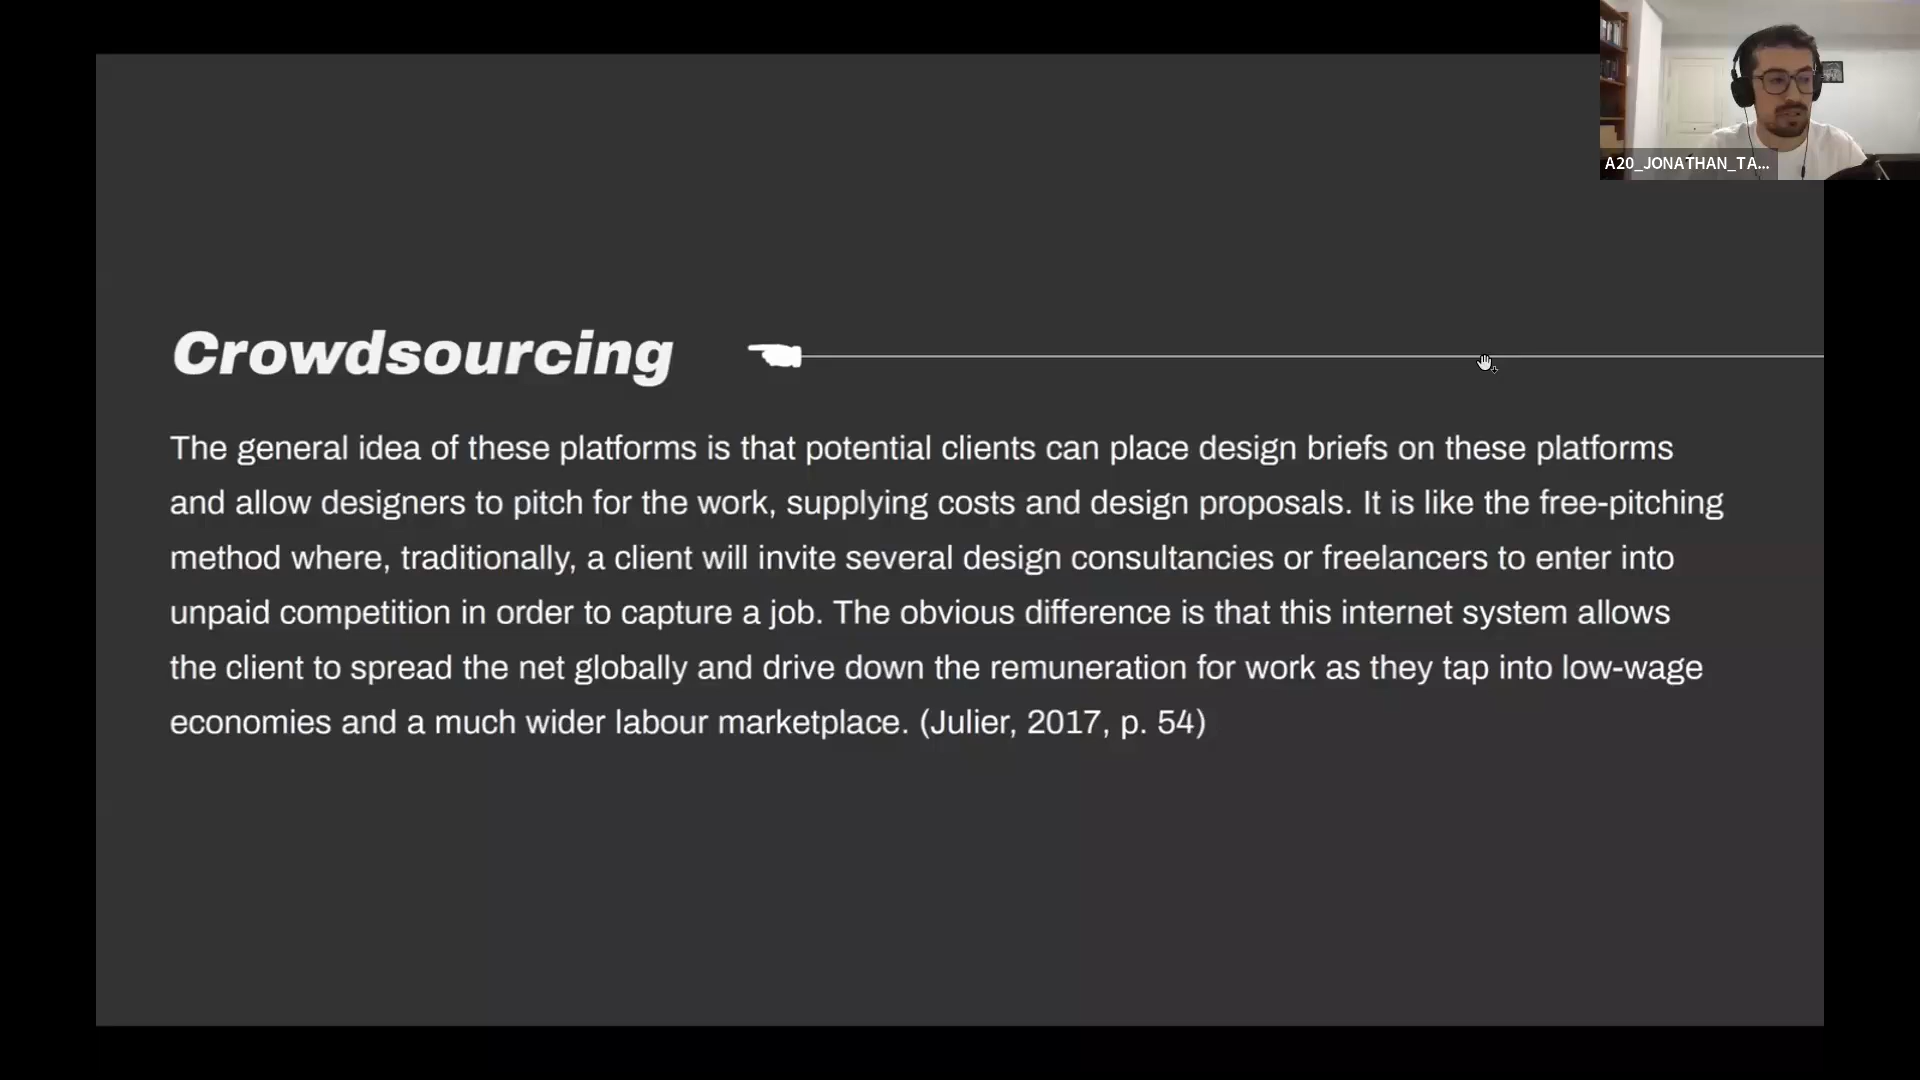 A20_JONATHAN_TA...
Crowdsourcing
The general idea of these platforms is that potential clients can place design briefs on these platforms
and allow designers to pitch for the work, supplying costs and design proposals. It is like the free-pitching
method where, traditionally, a client will invite several design consultancies or freelancers to enter into
unpaid competition in order to capture a job. The obvious difference is that this internet system allows
the client to spread the net globally and drive down the remuneration for work as they tap into low-wage
economies and a much wider labour marketplace. (Julier, 2017, p. 54)